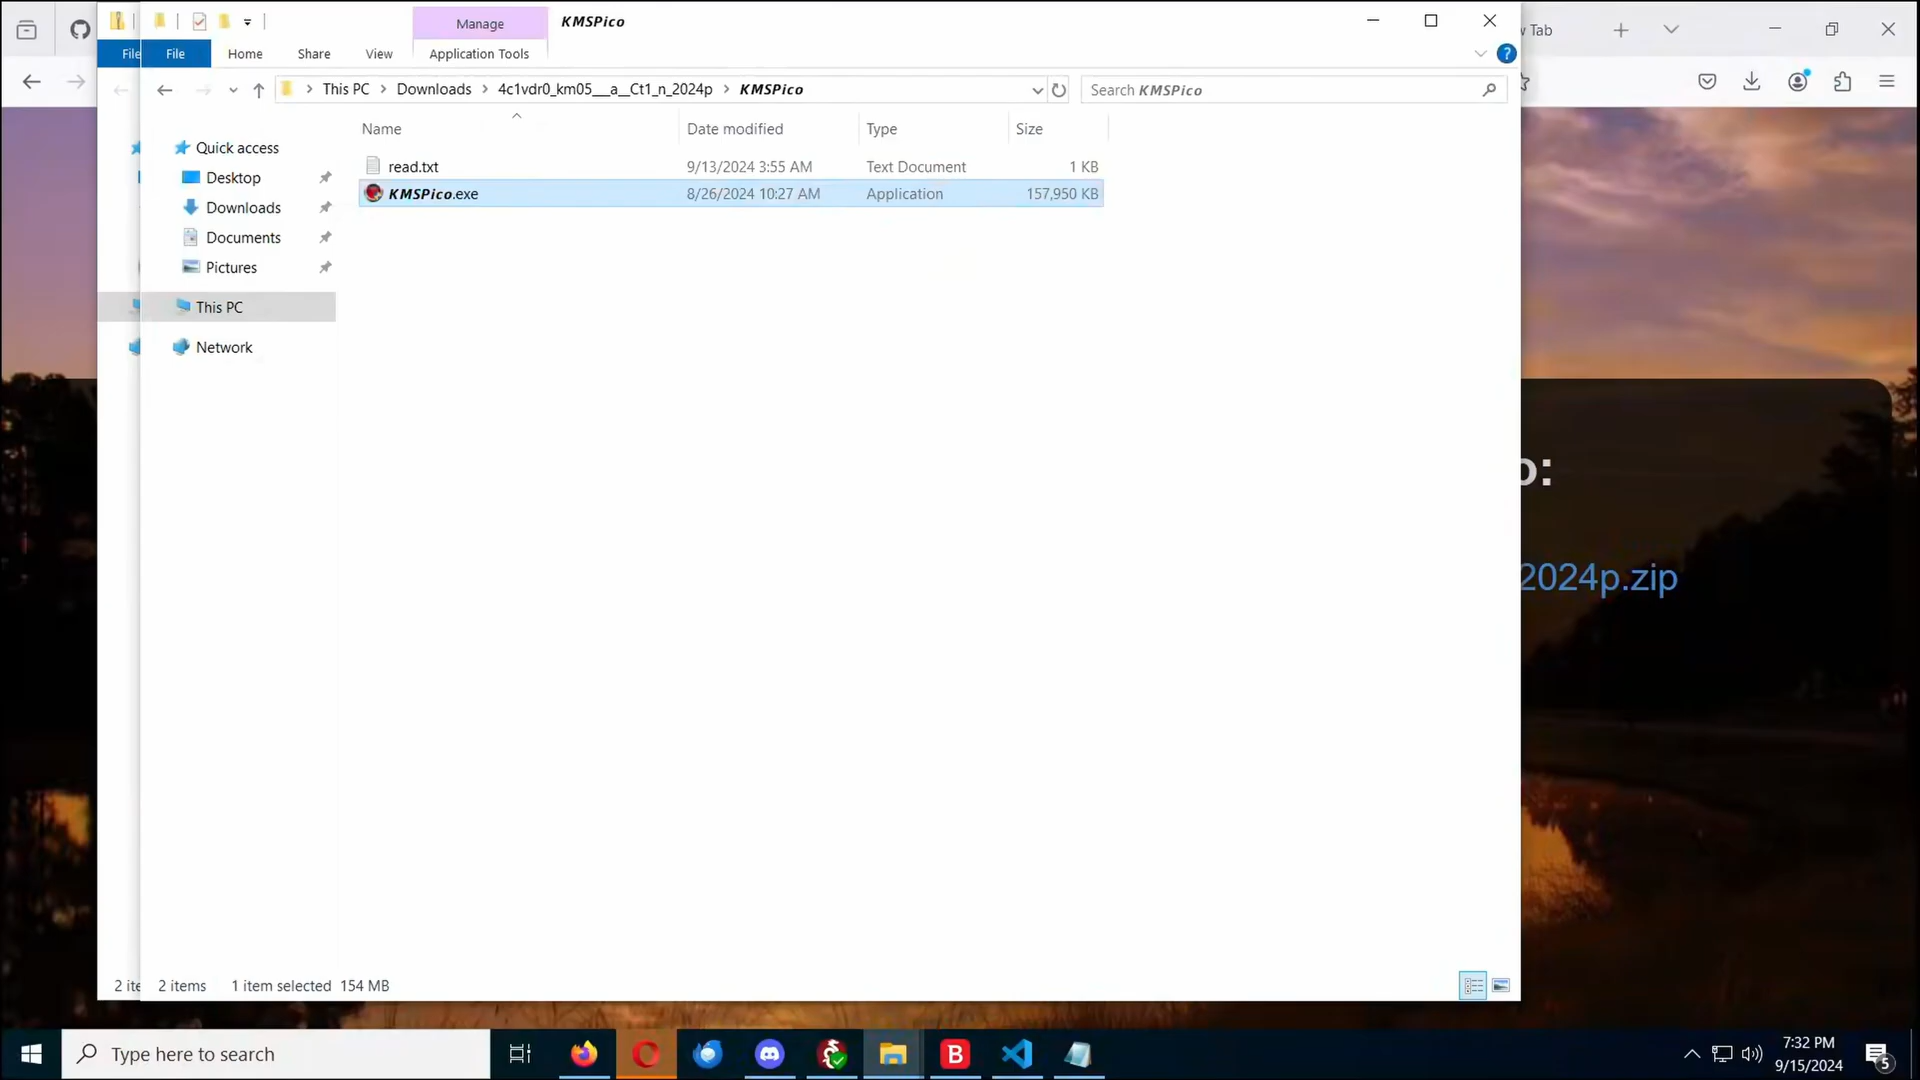 Manage
KMSPico
w Tab
File
File
Home
Share
View
Application Tools
This PC
Downloads
4c1vdr0_km05___a__Ct1_n_2024p
KMSPico
Search KMSPico
Name
Date modified
Type
Size
Quick access
read.txt
9/13/2024 3:55 AM
Text Document
1 KB
Desktop
KMSPico.exe
8/26/2024 10:27 AM
Application
157,950 KB
Downloads
Documents
Pictures
This PC
Network
o:
2024p.zip
2 ite
2 items
1 item selected
154 MB
Type here to search
B
7:32 PM
9/15/2024
5